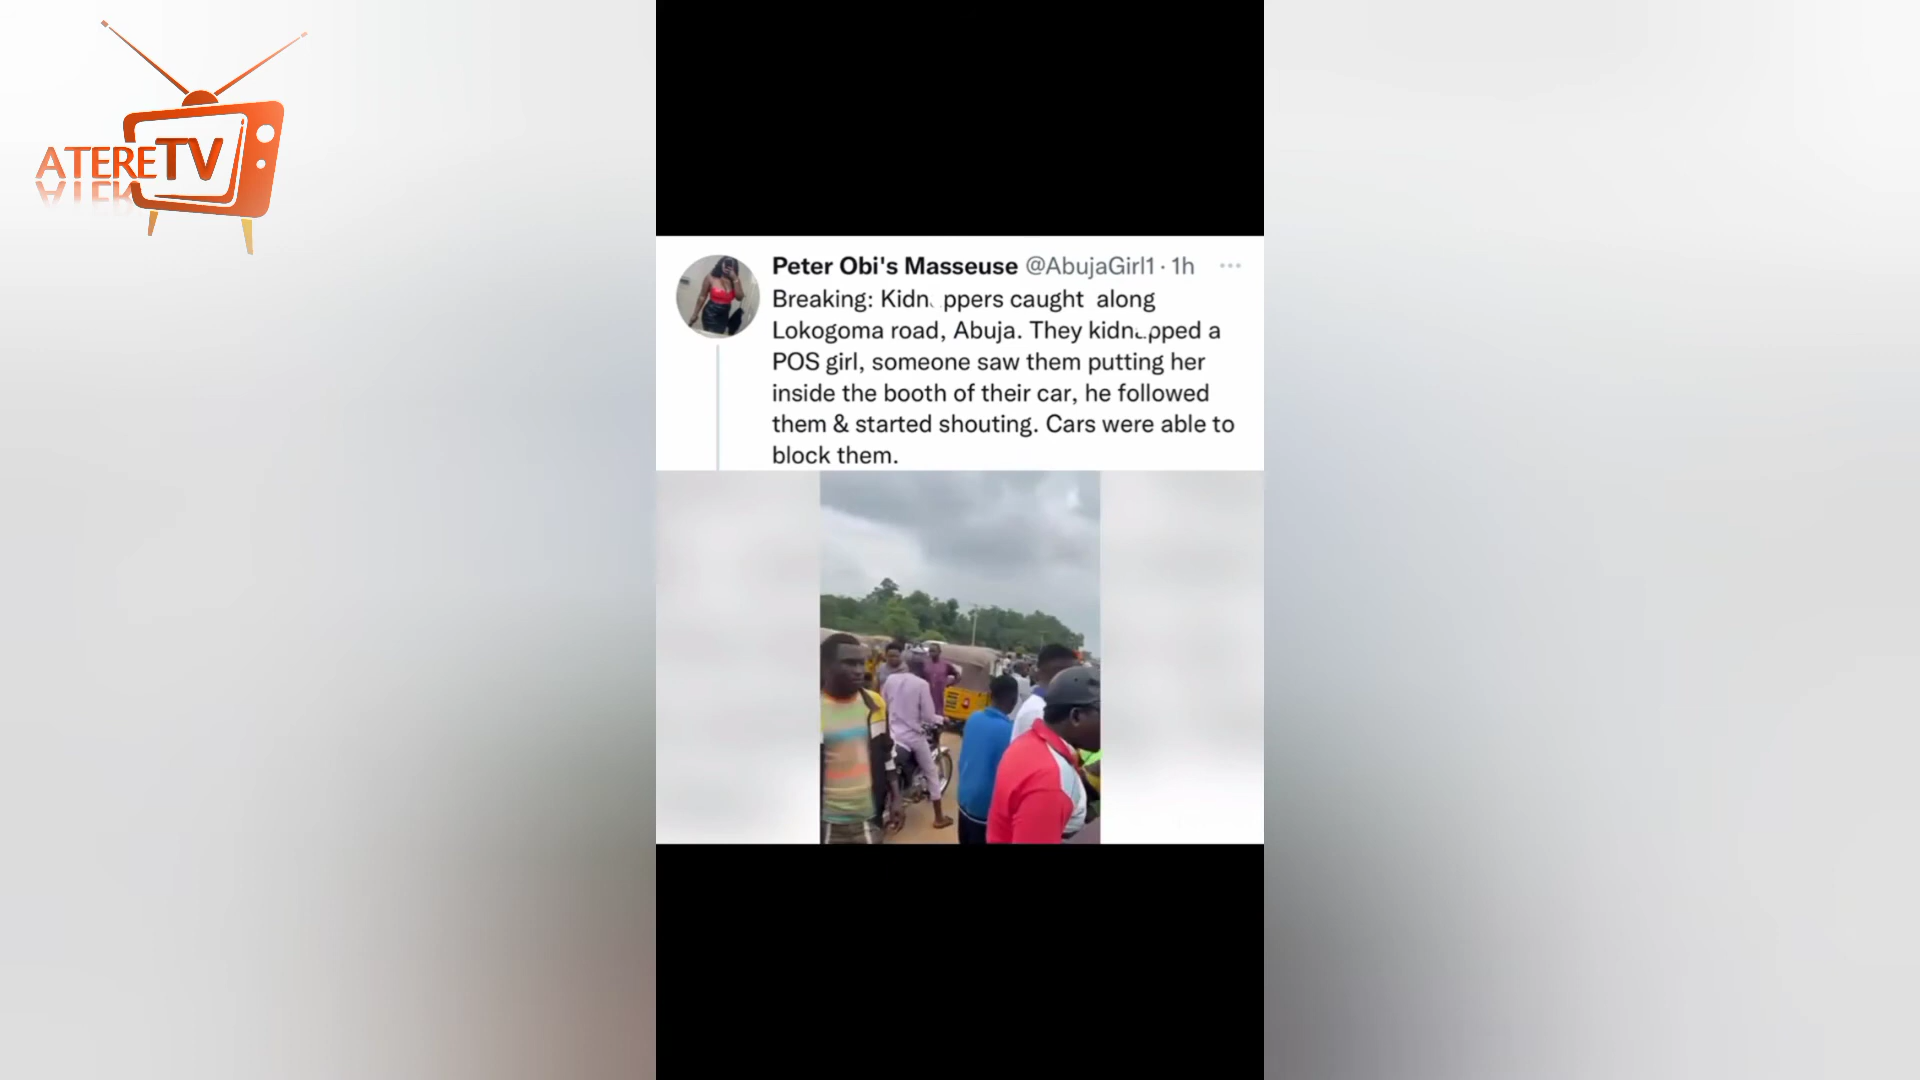 ATERETV
Peter Obi's Masseuse @AbujaGirl1 · 1h
Breaking: Kidn ppers caught along
Lokogoma road, Abuja. They kidn pped a
POS girl, someone saw them putting her
inside the booth of their car, he followed
them & started shouting. Cars were able to
block them.